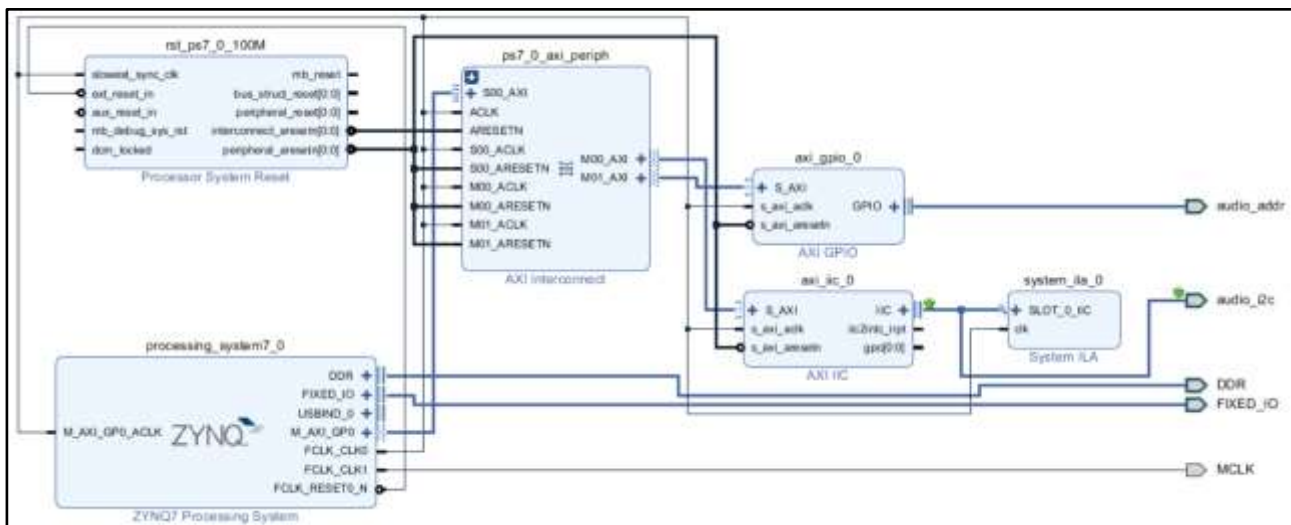 rst_ps7_0_100M
slowest_sync_clk
ext_reset_in
aux_reset_in
mb_debug_sys_rst
dcm_locked
mb_reset
bus_struct_reset[0:0]
peripheral_reset[0:0]
interconnect_aresetn[0:0]
peripheral_aresetn[0:0]
Processor System Reset
ps7_0_axi_periph
S00_AXI
ACLK
ARESETN
S00_ACLK
S00_ARESETN
M00_ACLK
M00_ARESETN
M01_ACLK
M01_ARESETN
M00_AXI
M01_AXI
AXI Interconnect
axi_gpio_0
S_AXI
s_axi_aclk
s_axi_aresetn
GPIO
AXI GPIO
audio_addr
axi_iic_0
S_AXI
s_axi_aclk
s_axi_aresetn
IIC
iic2intc_irpt
gpo[0:0]
AXI IIC
system_ila_0
SLOT_0_IIC
clk
System ILA
audio_i2c
processing_system7_0
M_AXI_GP0_ACLK
ZYNQ
DDR
FIXED_IO
USBIND_0
M_AXI_GP0
FCLK_CLK0
FCLK_CLK1
FCLK_RESET0_N
ZYNQ7 Processing System
DDR
FIXED_IO
MCLK